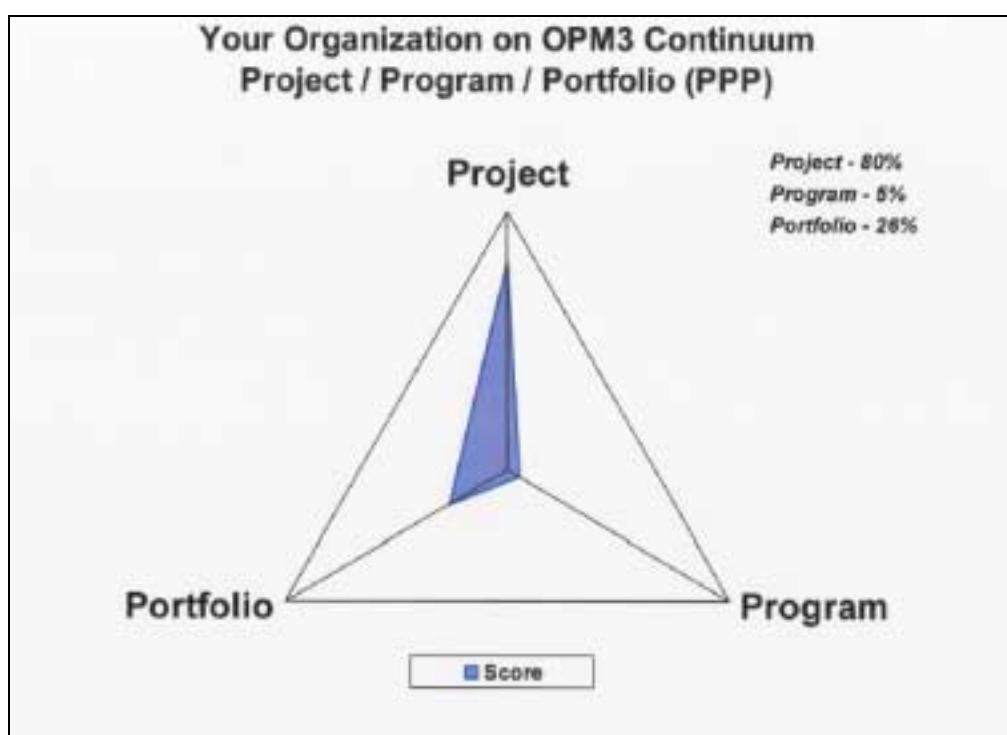 Your Organization on OPM3 Continuum
Project / Program / Portfolio (PPP)
Project
Project - 80%
Program - 5%
Portfolio - 26%
Portfolio
Program
Score